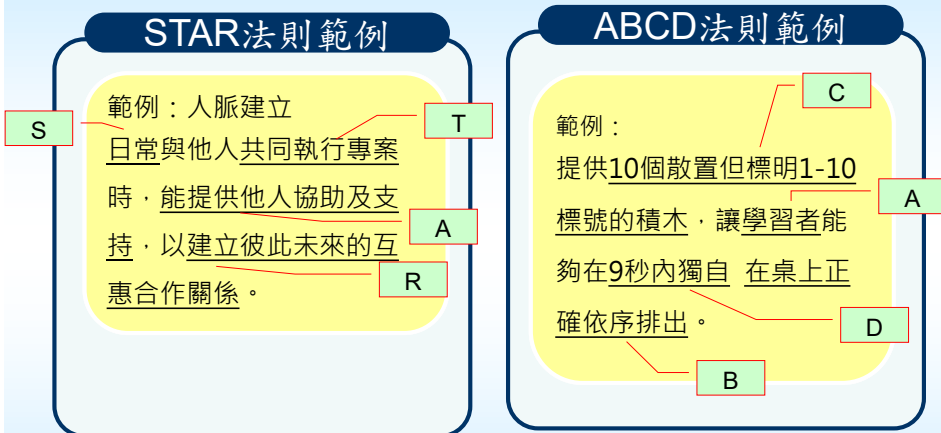 STAR法則範例
範例：人脈建立
日常與他人共同執行專案
時，能提供他人協助及支
持，以建立彼此未來的互
惠合作關係。
S
T
A
R
ABCD法則範例
範例：
提供10個散置但標明1-10
標號的積木，讓學習者能
夠在9秒內獨自 在桌上正
確依序排出。
C
A
D
B